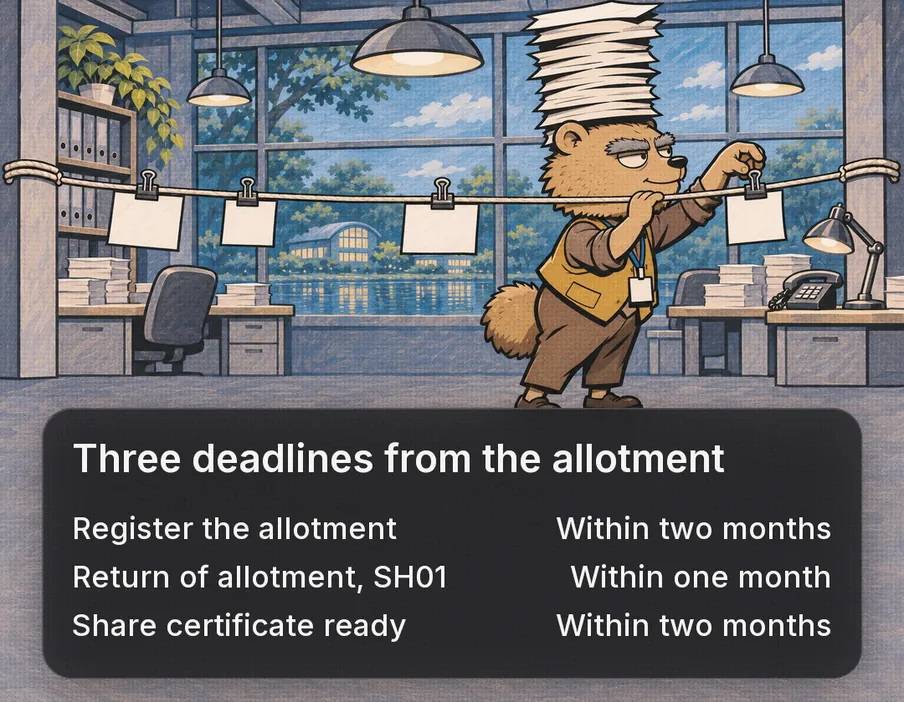 Three deadlines from the allotment
Register the allotment Within two months
Return of allotment, SH01 Within one month
Share certificate ready Within two months